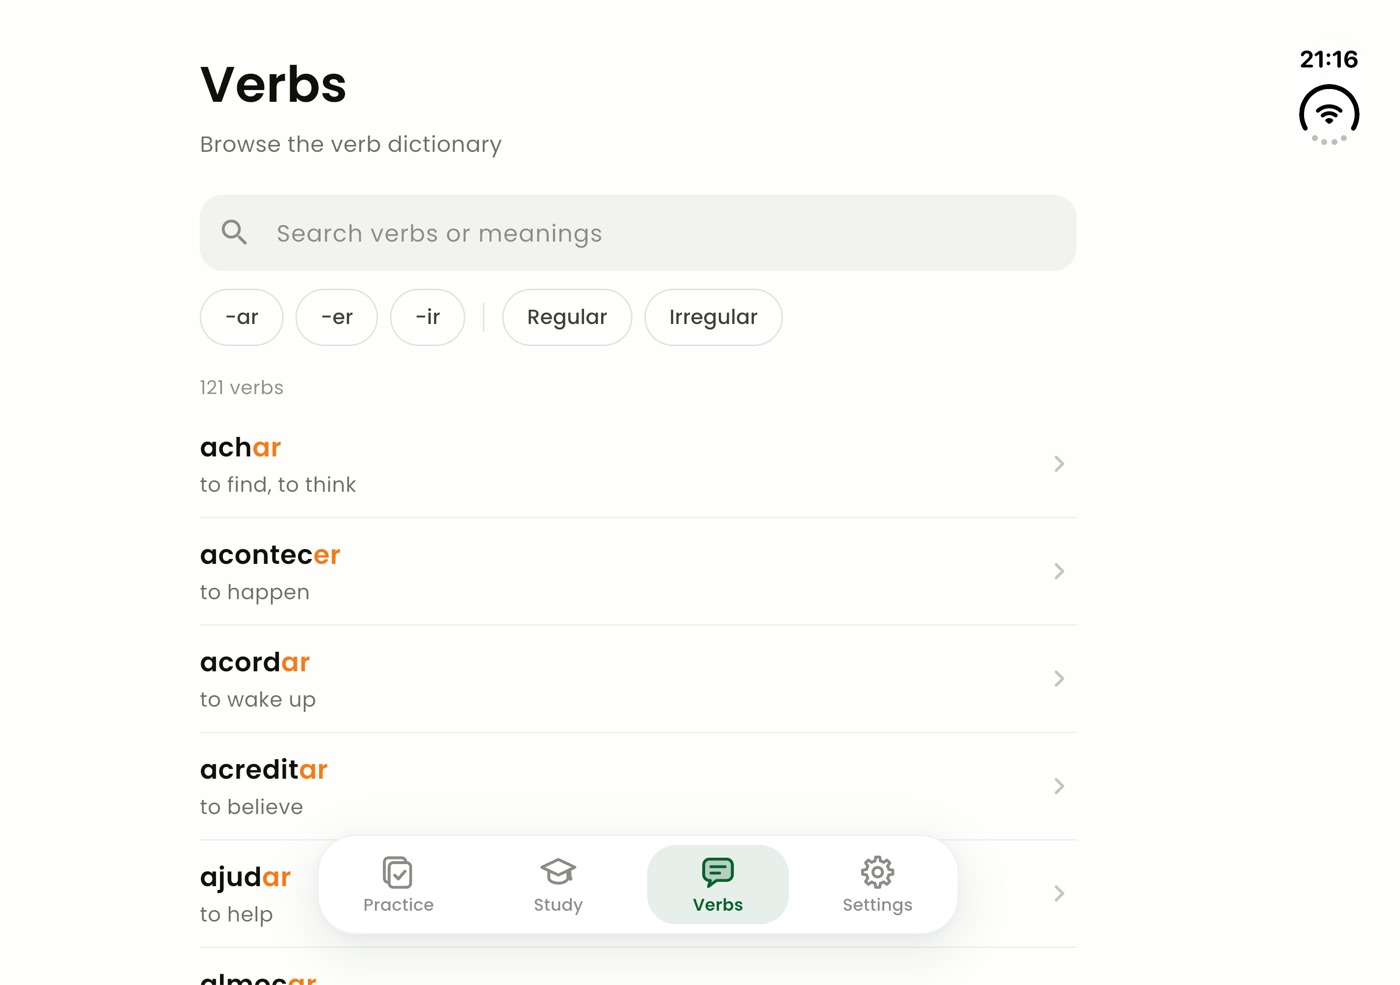 21:16
Verbs
Browse the verb dictionary
Search verbs or meanings
-ar -er -ir Regular Irregular
121 verbs
achar
to find, to think
acontecer
to happen
acordar
to wake up
acreditar
to believe
ajudar
to help
Practice Study Verbs Settings